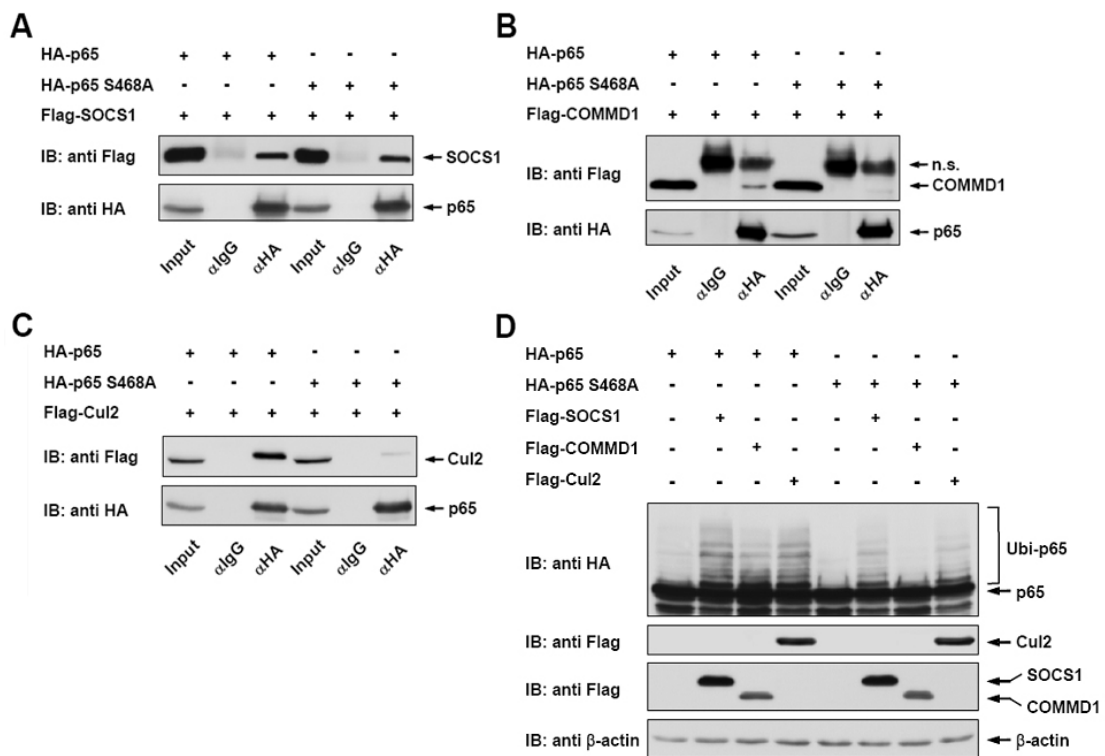 A
HA-p65 + + + - - -
HA-p65 S468A - - - + + +
Flag-SOCS1 + + + + + +
IB: anti Flag SOCS1
IB: anti HA p65
Input αIgG αHA Input αIgG αHA
B
HA-p65 + + + - - -
HA-p65 S468A - - - + + +
Flag-COMMD1 + + + + + +
n.s.
IB: anti Flag COMMD1
IB: anti HA p65
Input αIgG αHA Input αIgG αHA
C
HA-p65 + + + - - -
HA-p65 S468A - - - + + +
Flag-Cul2 + + + + + +
IB: anti Flag Cul2
IB: anti HA p65
Input αIgG αHA Input αIgG αHA
D
HA-p65 + + + + - - - -
HA-p65 S468A - - - - + + + +
Flag-SOCS1 - + - - - + - -
Flag-COMMD1 - - + - - - + -
Flag-Cul2 - - - + - - - +
Ubi-p65
IB: anti HA
p65
IB: anti Flag Cul2
SOCS1
IB: anti Flag
COMMD1
IB: anti β-actin β-actin